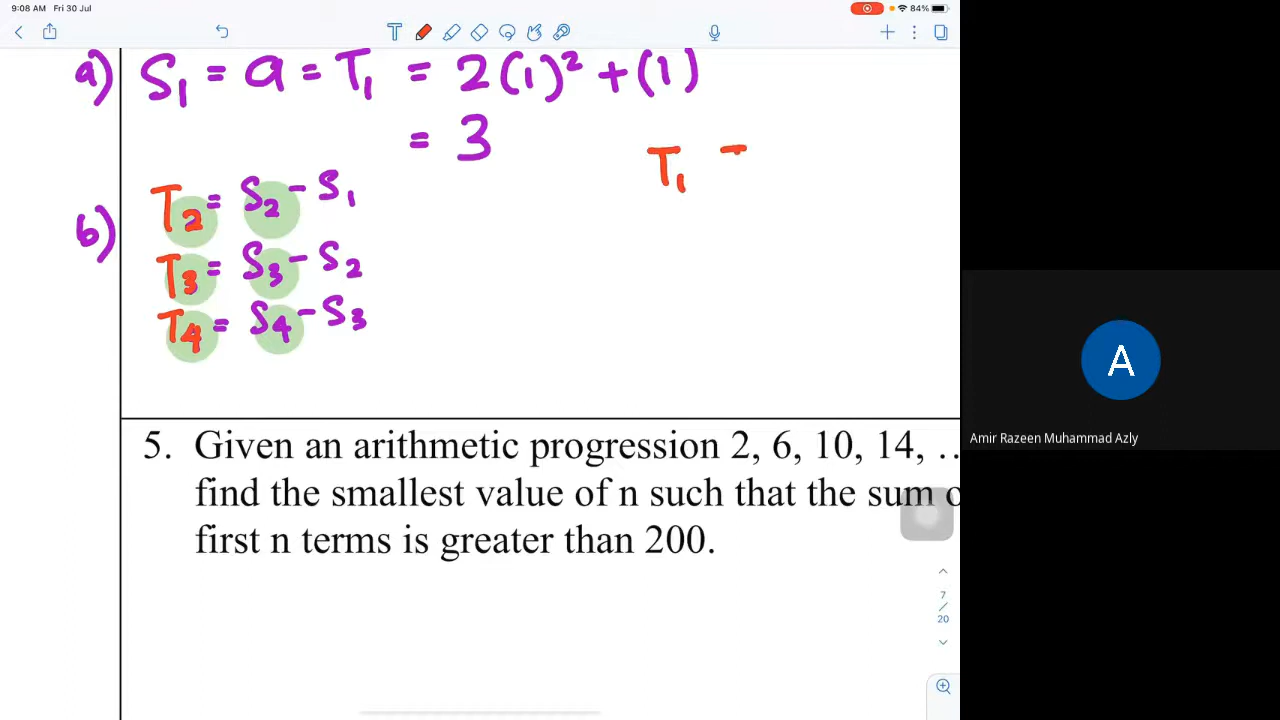 9:08 AM Fri 30 Jul
84%
a) S₁ = a = T₁ = 2(1)² + (1)
= 3
T₁
b) T₂ = S₂ - S₁
T₃ = S₃ - S₂
T₄ = S₄ - S₃
5. Given an arithmetic progression 2, 6, 10, 14, …
find the smallest value of n such that the sum
first n terms is greater than 200.
7
/
20
A
Amir Razeen Muhammad Azly